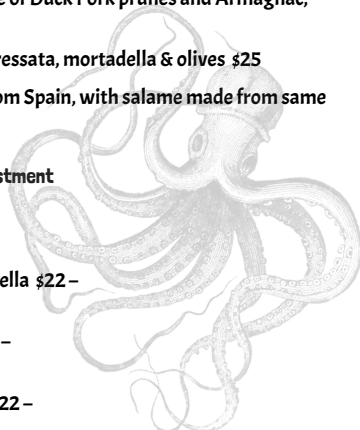 e of Duck Pork prunes and Armagnac,
ressata, mortadella & olives $25
om Spain, with salame made from same
stment
ella $22 –
–
22 –